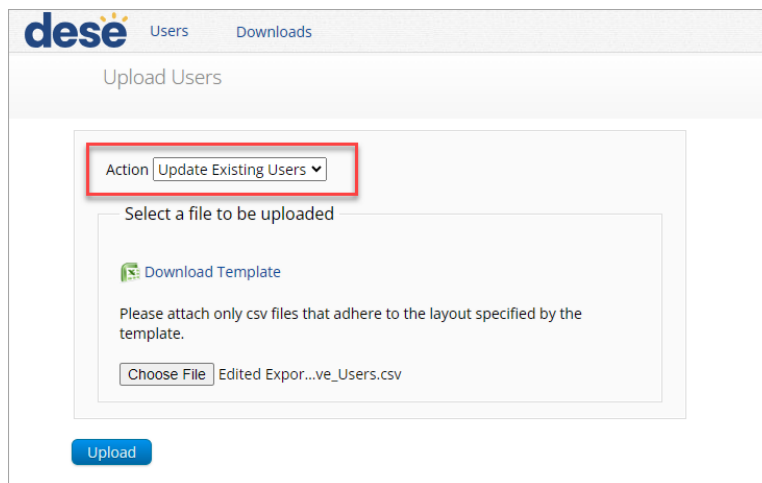 dese Users Downloads
Upload Users
Action Update Existing Users
Select a file to be uploaded
Download Template
Please attach only csv files that adhere to the layout specified by the
template.
Choose File Edited Expor...ve_Users.csv
Upload